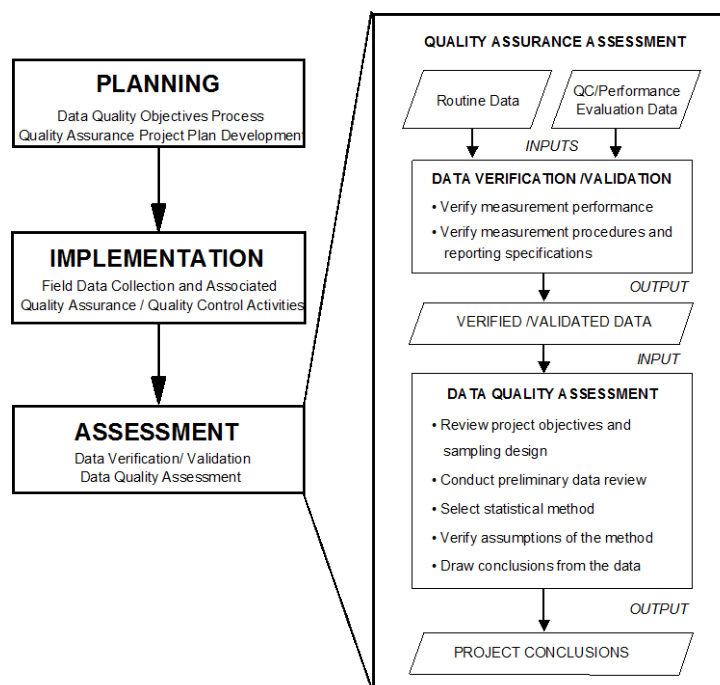 PLANNING
Data Quality Objectives Process
Quality Assurance Project Plan Development
IMPLEMENTATION
Field Data Collection and Associated
Quality Assurance / Quality Control Activities
ASSESSMENT
Data Verification/ Validation
Data Quality Assessment
QUALITY ASSURANCE ASSESSMENT
Routine Data
QC/Performance
Evaluation Data
INPUTS
DATA VERIFICATION /VALIDATION
• Verify measurement performance
• Verify measurement procedures and
reporting specifications
OUTPUT
VERIFIED /VALIDATED DATA
INPUT
DATA QUALITY ASSESSMENT
• Review project objectives and
sampling design
• Conduct preliminary data review
• Select statistical method
• Verify assumptions of the method
• Draw conclusions from the data
OUTPUT
PROJECT CONCLUSIONS